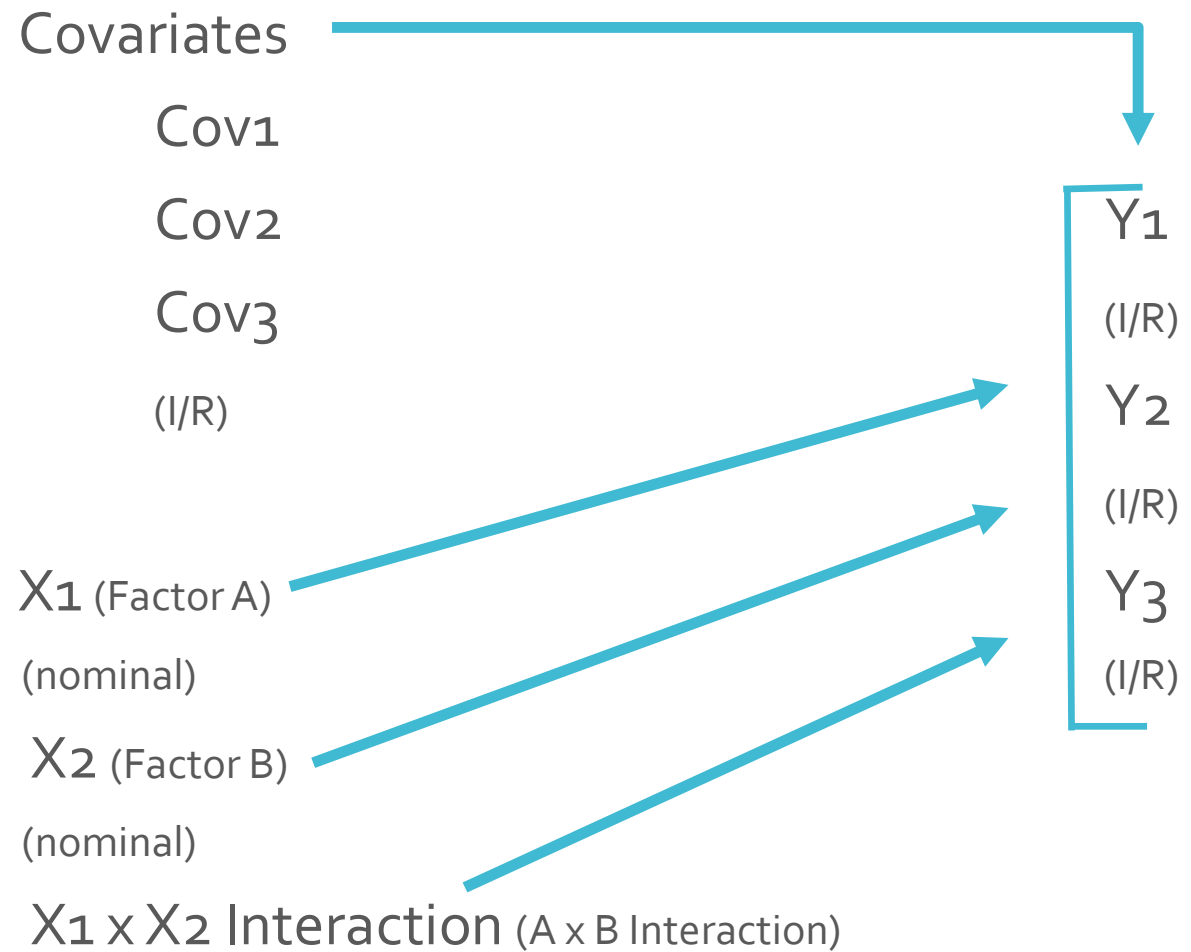 Covariates
Cov1
Cov2
Cov3
(I/R)
X1 (Factor A)
(nominal)
X2 (Factor B)
(nominal)
X1 x X2 Interaction (A x B Interaction)
Y1
(I/R)
Y2
(I/R)
Y3
(I/R)